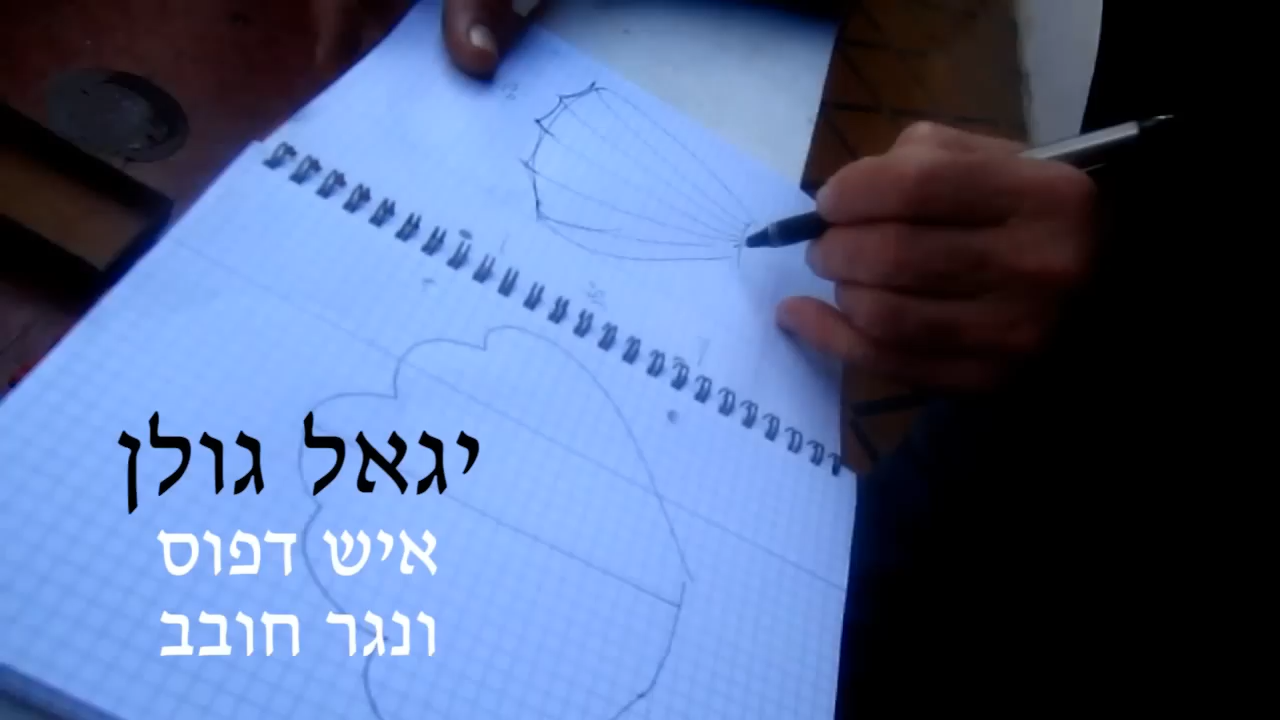 יגאל גולן
איש דפוס
ונגר חובב